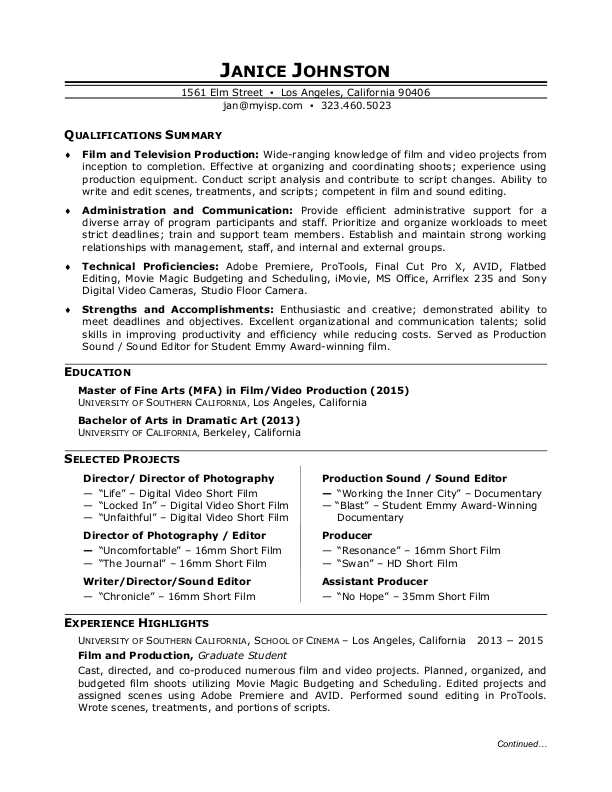 JANICE JOHNSTON
1561 Elm Street • Los Angeles, California 90406
jan@myisp.com • 323.460.5023
QUALIFICATIONS SUMMARY
♦ Film and Television Production: Wide-ranging knowledge of film and video projects from
inception to completion. Effective at organizing and coordinating shoots; experience using
production equipment. Conduct script analysis and contribute to script changes. Ability to
write and edit scenes, treatments, and scripts; competent in film and sound editing.
♦ Administration and Communication: Provide efficient administrative support for a
diverse array of program participants and staff. Prioritize and organize workloads to meet
strict deadlines; train and support team members. Establish and maintain strong working
relationships with management, staff, and internal and external groups.
♦ Technical Proficiencies: Adobe Premiere, ProTools, Final Cut Pro X, AVID, Flatbed
Editing, Movie Magic Budgeting and Scheduling, iMovie, MS Office, Arriflex 235 and Sony
Digital Video Cameras, Studio Floor Camera.
♦ Strengths and Accomplishments: Enthusiastic and creative; demonstrated ability to
meet deadlines and objectives. Excellent organizational and communication talents; solid
skills in improving productivity and efficiency while reducing costs. Served as Production
Sound / Sound Editor for Student Emmy Award-winning film.
EDUCATION
Master of Fine Arts (MFA) in Film/Video Production (2015)
UNIVERSITY OF SOUTHERN CALIFORNIA, Los Angeles, California
Bachelor of Arts in Dramatic Art (2013)
UNIVERSITY OF CALIFORNIA, Berkeley, California
SELECTED PROJECTS
Director/ Director of Photography
— “Life” – Digital Video Short Film
— “Locked In” – Digital Video Short Film
— “Unfaithful” – Digital Video Short Film
Director of Photography / Editor
— “Uncomfortable” – 16mm Short Film
— “The Journal” – 16mm Short Film
Writer/Director/Sound Editor
— “Chronicle” – 16mm Short Film
Production Sound / Sound Editor
— “Working the Inner City” – Documentary
— “Blast” – Student Emmy Award-Winning
Documentary
Producer
— “Resonance” – 16mm Short Film
— “Swan” – HD Short Film
Assistant Producer
— “No Hope” – 35mm Short Film
EXPERIENCE HIGHLIGHTS
UNIVERSITY OF SOUTHERN CALIFORNIA, SCHOOL OF CINEMA – Los Angeles, California 2013 – 2015
Film and Production, Graduate Student
Cast, directed, and co-produced numerous film and video projects. Planned, organized, and
budgeted film shoots utilizing Movie Magic Budgeting and Scheduling. Edited projects and
assigned scenes using Adobe Premiere and AVID. Performed sound editing in ProTools.
Wrote scenes, treatments, and portions of scripts.
Continued…